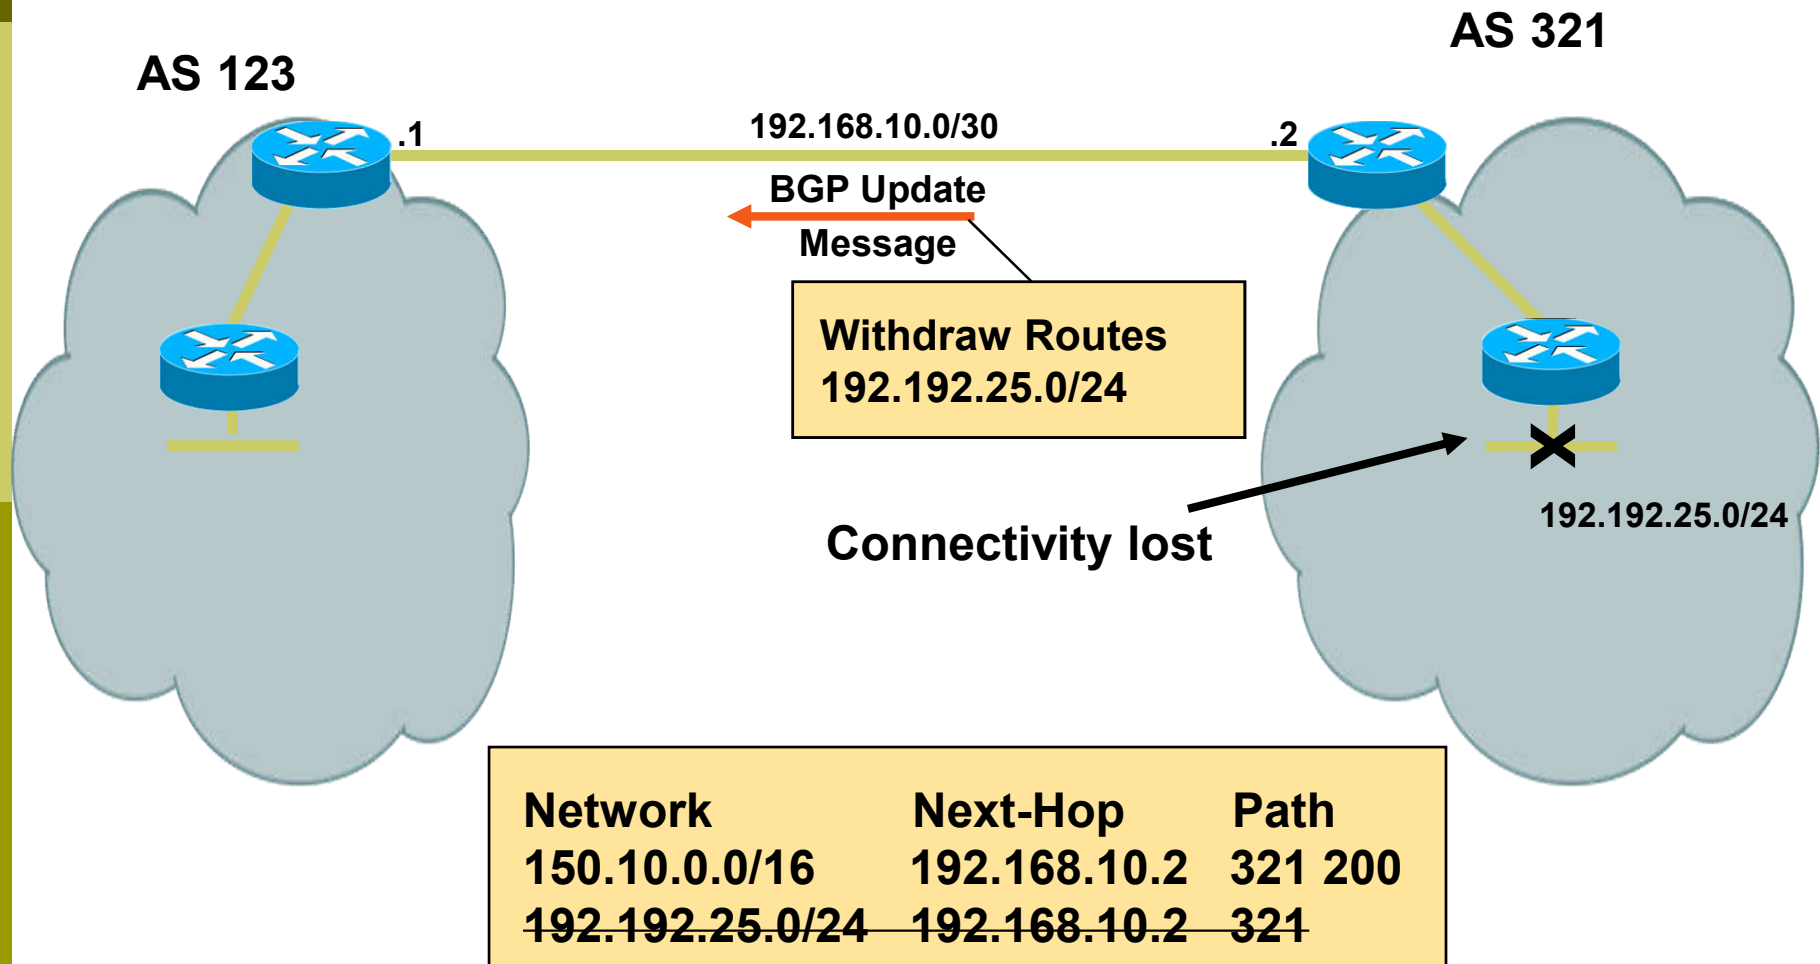 AS 321
AS 123
.1
192.168.10.0/30
.2
BGP Update
Message
Withdraw Routes
192.192.25.0/24
192.192.25.0/24
Connectivity lost
Network Next-Hop Path
150.10.0.0/16 192.168.10.2 321 200
192.192.25.0/24 192.168.10.2 321